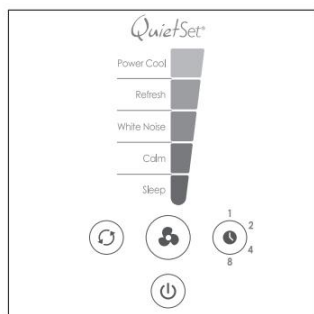 QuietSet®
Power Cool
Refresh
White Noise
Calm
Sleep
1
2
4
8